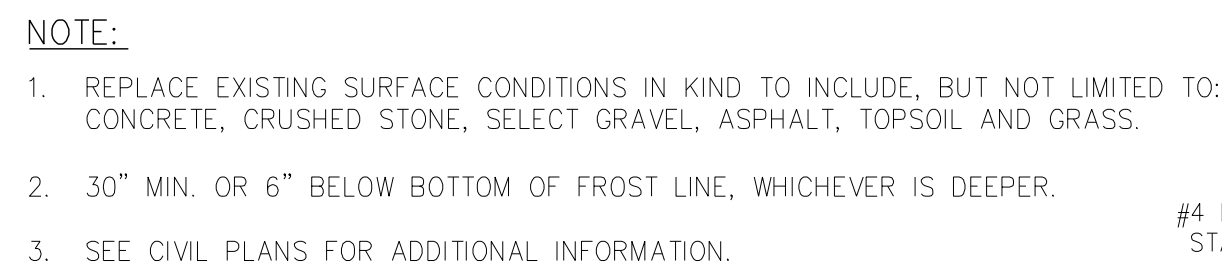 NOTE:
1. REPLACE EXISTING SURFACE CONDITIONS IN KIND TO INCLUDE, BUT NOT LIMITED TO:
CONCRETE, CRUSHED STONE, SELECT GRAVEL, ASPHALT, TOPSOIL AND GRASS.
2. 30” MIN. OR 6” BELOW BOTTOM OF FROST LINE, WHICHEVER IS DEEPER.
#4
3. SEE CIVIL PLANS FOR ADDITIONAL INFORMATION.